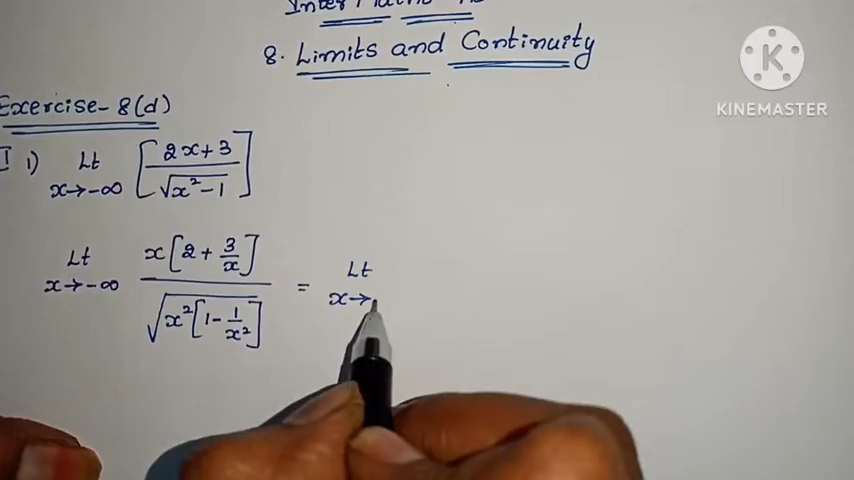 8. Limits and Continuity
KINEMASTER
Exercise- 8(d)
I 1) Lt x→-∞ [2x+3 / √x²-1]
Lt x→-∞ x[2 + 3/x] / √x²[1 - 1/x²] = Lt x→